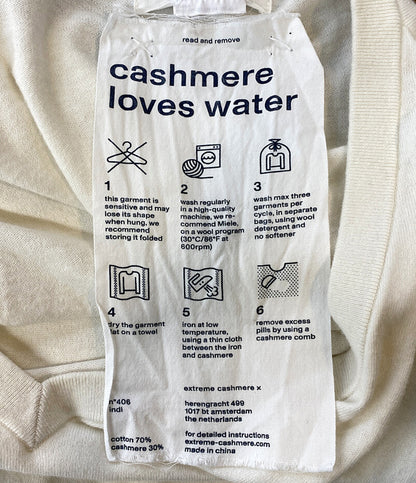 read and remove
cashmere
loves water
1
this garment is
sensitive and may
lose its shape
when hung, we
recommend
storing it folded
2
wash regularly
in a high-quality
machine, we re-
commend Miele,
on a wool program
(30°C/86°F at
600rpm)
3
wash max three
garments per
cycle, in separate
bags, using wool
detergent and
no softener
4
dry the garment
flat on a towel
5
iron at low
temperature,
using a thin cloth
between the iron
and cashmere
6
remove excess
pills by using a
cashmere comb
n°406
indi
cotton 70%
cashmere 30%
extreme cashmere x
herengracht 499
1017 bt amsterdam
the netherlands
for detailed instructions
extreme-cashmere.com
made in china